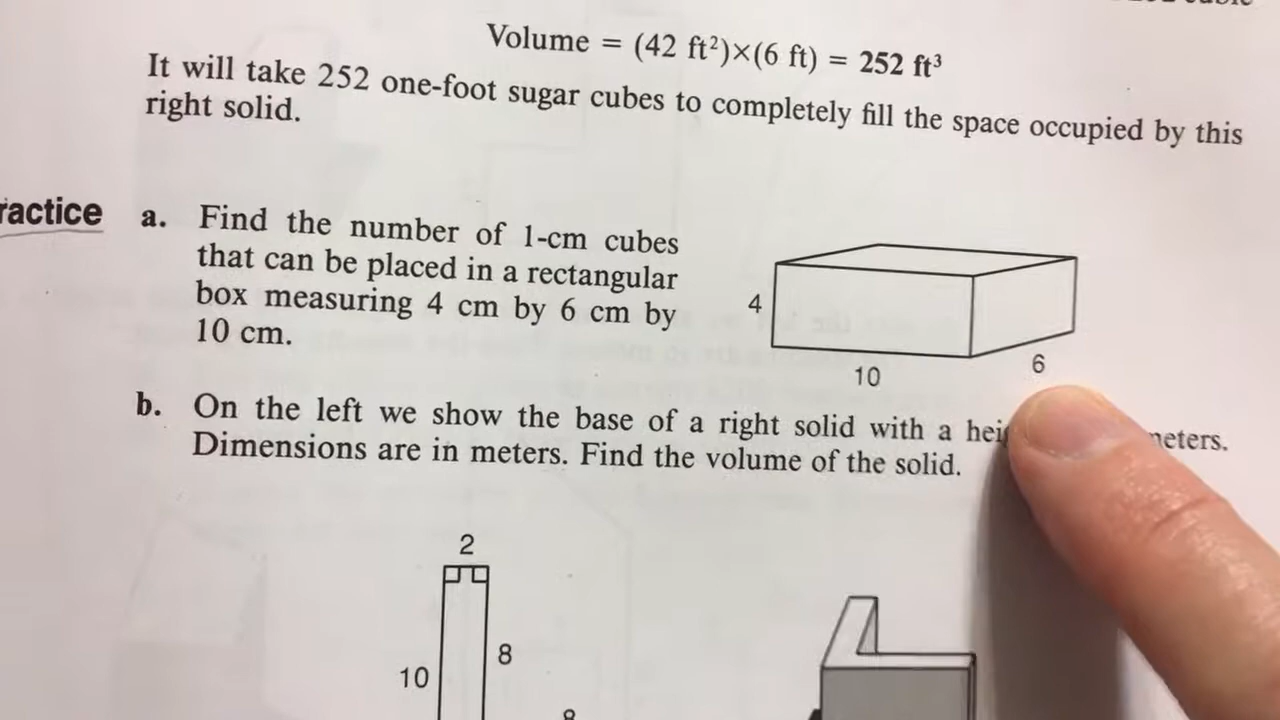 Volume = (42 ft²)×(6 ft) = 252 ft³
It will take 252 one-foot sugar cubes to completely fill the space occupied by this
right solid.
a. Find the number of 1-cm cubes
that can be placed in a rectangular
box measuring 4 cm by 6 cm by
10 cm.
4
10
6
b. On the left we show the base of a right solid with a
Dimensions are in meters. Find the volume of the solid.
2
10
8